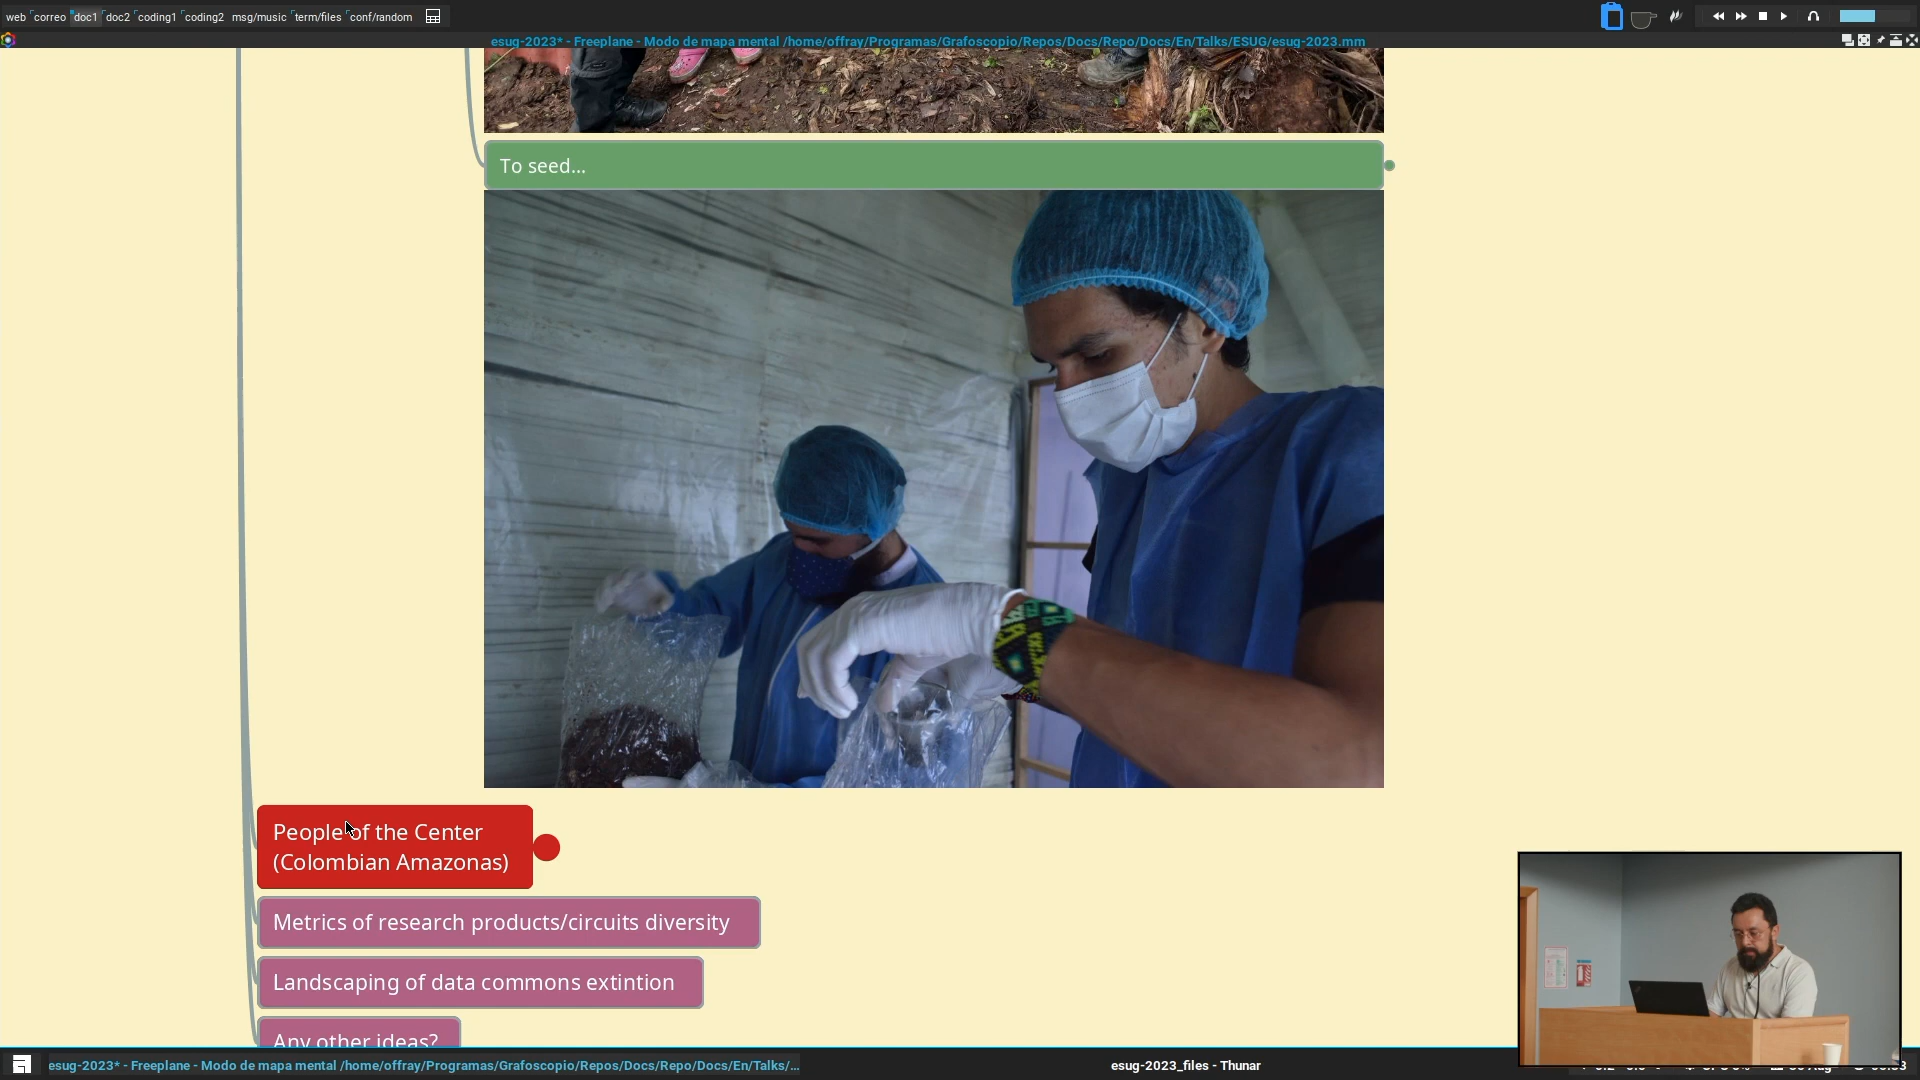 web correo doc1 doc2 coding1 coding2 msg/music term/files conf/random
esug-2023* - Freeplane - Modo de mapa mental /home/offray/Programas/Grafoscopio/Repos/Docs/Repo/Docs/En/Talks/ESUG/esug-2023.mm
To seed...
People of the Center
(Colombian Amazonas)
Metrics of research products/circuits diversity
Landscaping of data commons extintion
Any other ideas?
esug-2023* - Freeplane - Modo de mapa mental /home/offray/Programas/Grafoscopio/Repos/Docs/Repo/Docs/En/Talks/...
esug-2023_files - Thunar